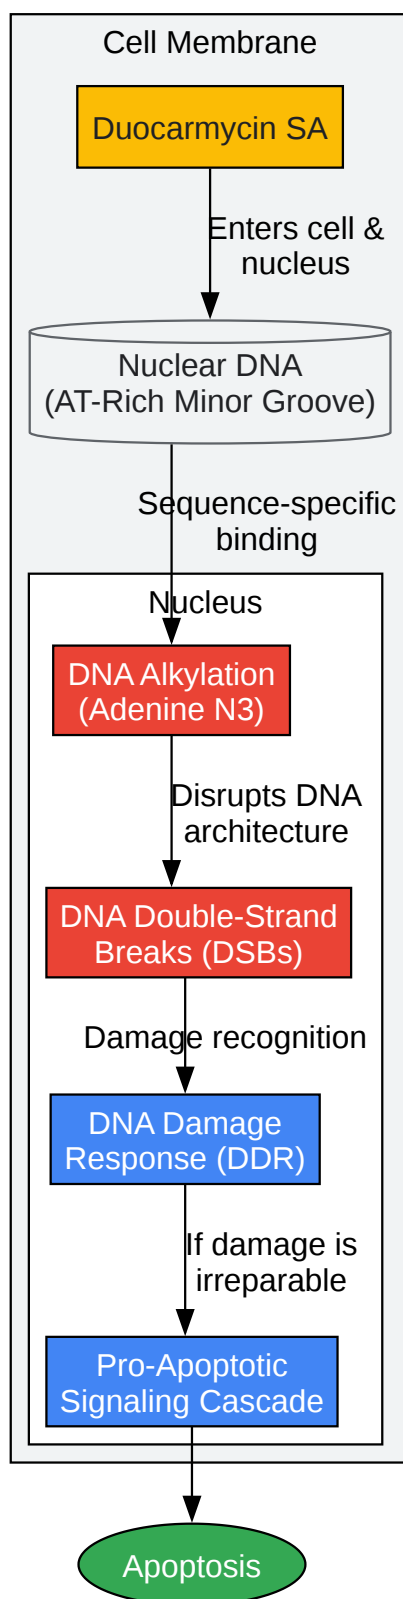 Cell Membrane
Duocarmycin SA
Enters cell &
nucleus
Nuclear DNA
(AT-Rich Minor Groove)
Sequence-specific
binding
Nucleus
DNA Alkylation
(Adenine N3)
Disrupts DNA
architecture
DNA Double-Strand
Breaks (DSBs)
Damage recognition
DNA Damage
Response (DDR)
If damage is
irreparable
Pro-Apoptotic
Signaling Cascade
Apoptosis